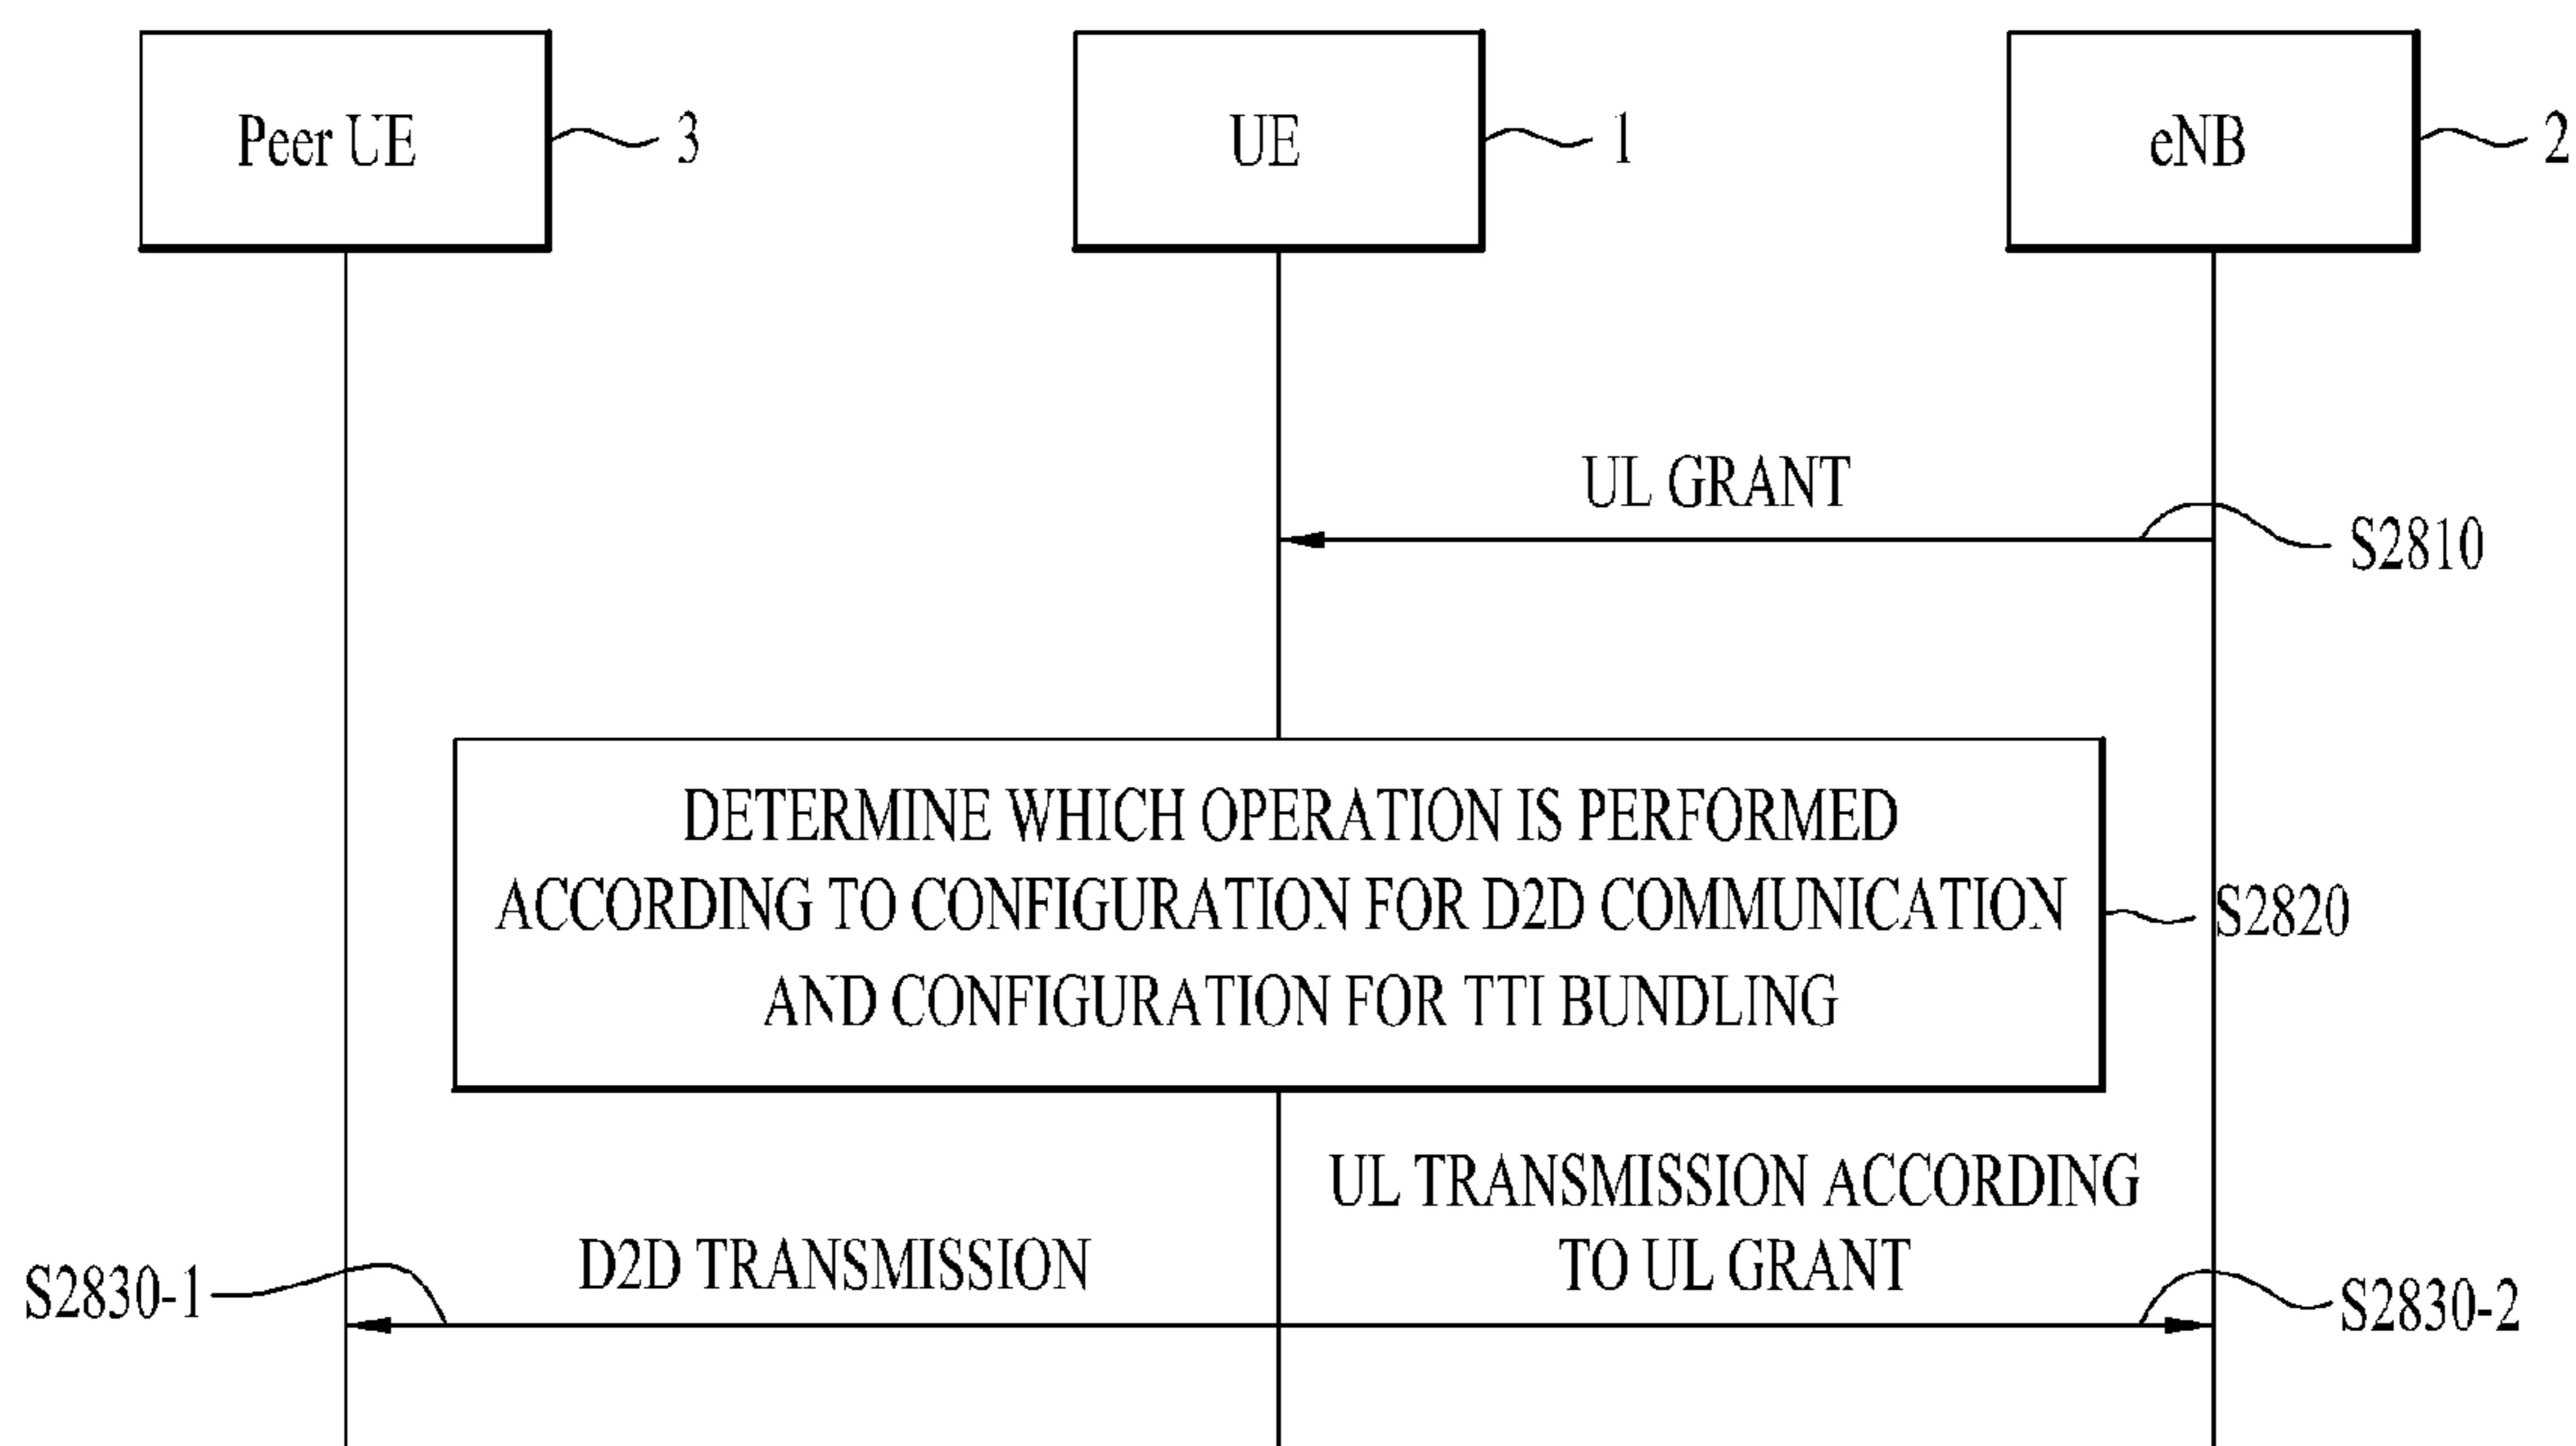 Peer UE
3
UE
1
eNB
2
UL GRANT
S2810
DETERMINE WHICH OPERATION IS PERFORMED
ACCORDING TO CONFIGURATION FOR D2D COMMUNICATION
AND CONFIGURATION FOR TTI BUNDLING
S2820
UL TRANSMISSION ACCORDING
TO UL GRANT
D2D TRANSMISSION
S2830-1
S2830-2